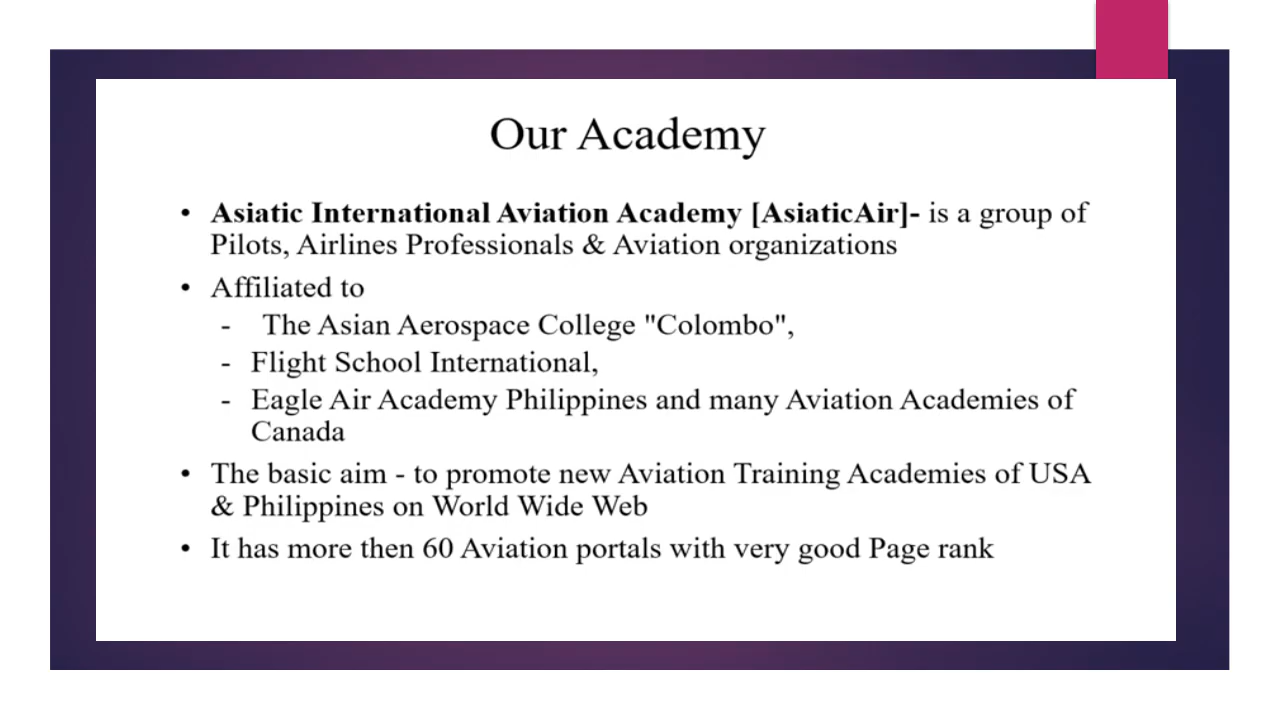 Our Academy
• Asiatic International Aviation Academy [AsiaticAir]- is a group of
Pilots, Airlines Professionals & Aviation organizations
• Affiliated to
- The Asian Aerospace College "Colombo",
- Flight School International,
- Eagle Air Academy Philippines and many Aviation Academies of
Canada
• The basic aim - to promote new Aviation Training Academies of USA
& Philippines on World Wide Web
• It has more then 60 Aviation portals with very good Page rank